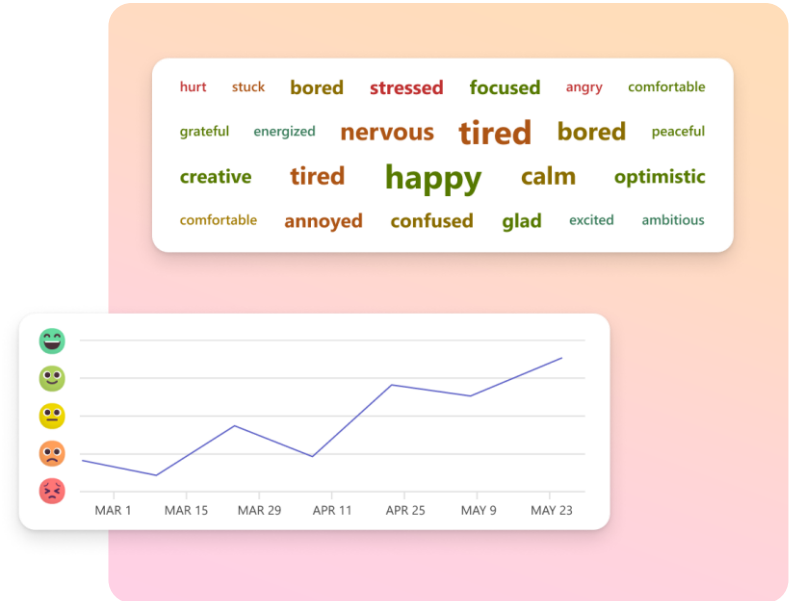 hurt stuck bored stressed focused angry comfortable
grateful energized nervous tired bored peaceful
creative tired happy calm optimistic
comfortable annoyed confused glad excited ambitious
MAR 1 MAR 15 MAR 29 APR 11 APR 25 MAY 9 MAY 23